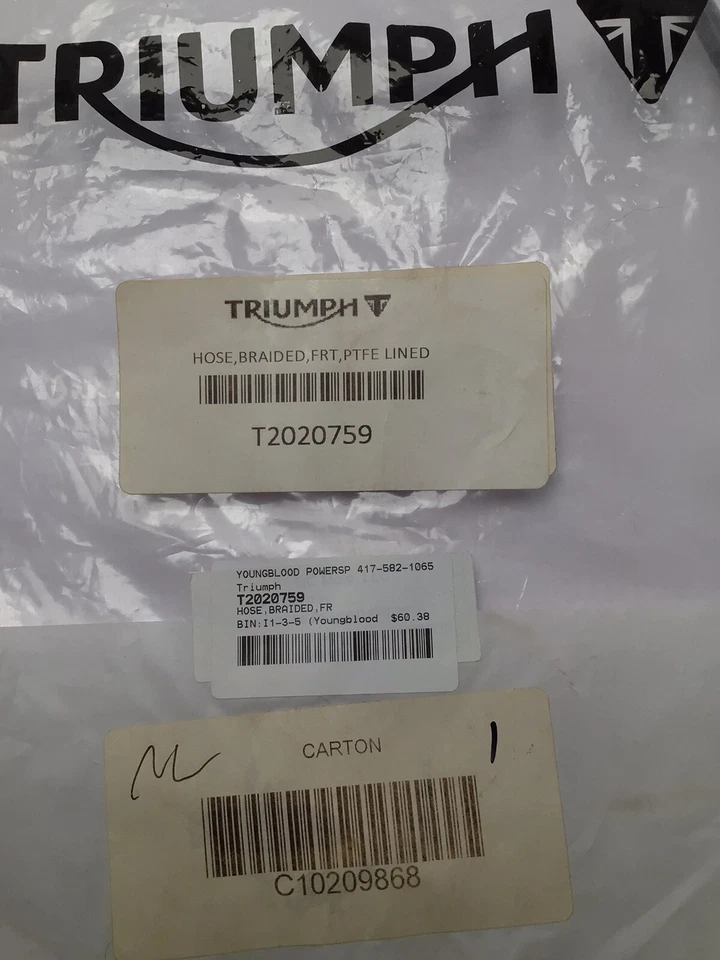 TRIUMPH
TRIUMPH
HOSE,BRAIDED,FRT,PTFE LINED
T2020759
YOUNGBLOOD POWERSP 417-582-1065
Triumph
T2020759
HOSE,BRAIDED,FR
BIN:I1-3-5 (Youngblood $60.38
CARTON
1
C10209868